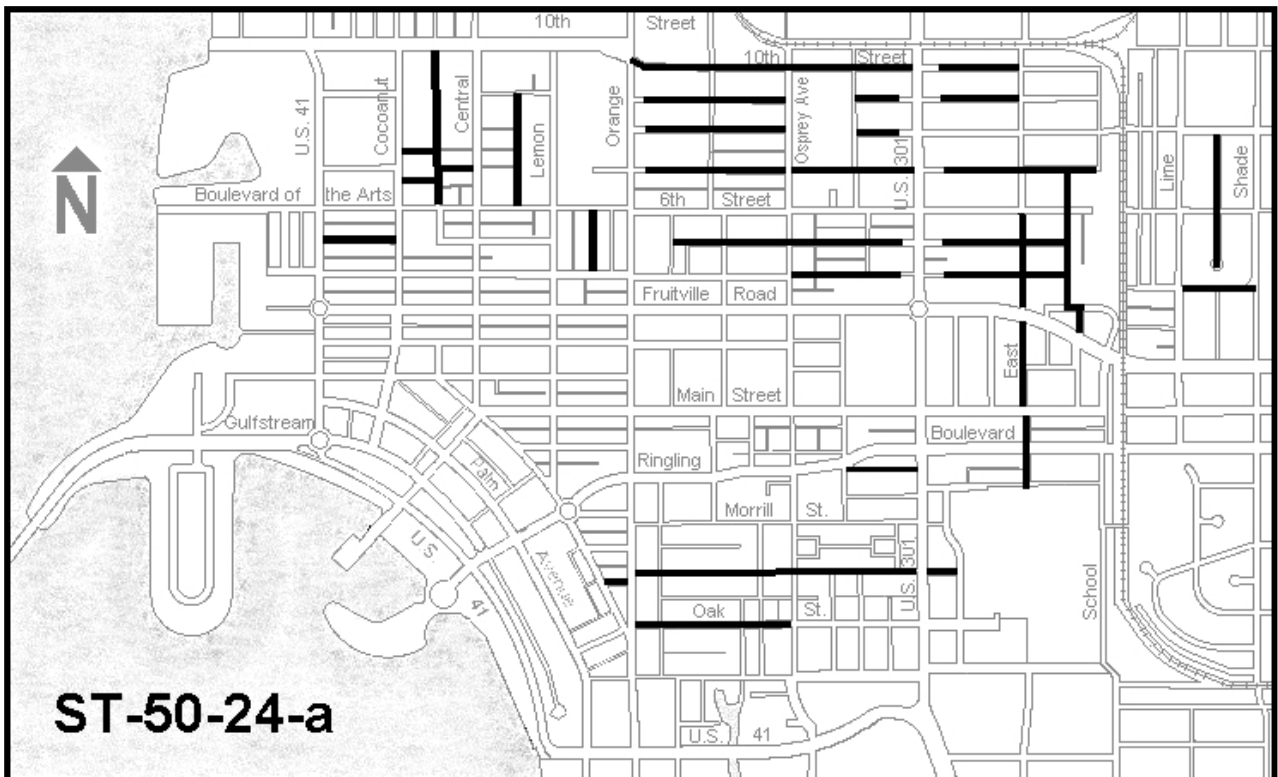 10th Street
10th Street
U.S. 41
Cocoanut
Central
Lemon
Orange
Osprey Ave
U.S. 301
Lime
Shade
N
Boulevard of the Arts
6th Street
Fruitville Road
East
Main Street
Gulfstream
Boulevard
Ringling
Palm
Morrill St.
U.S.
Avenue
U.S. 301
School
41
Oak St.
ST-50-24-a
U.S. 41